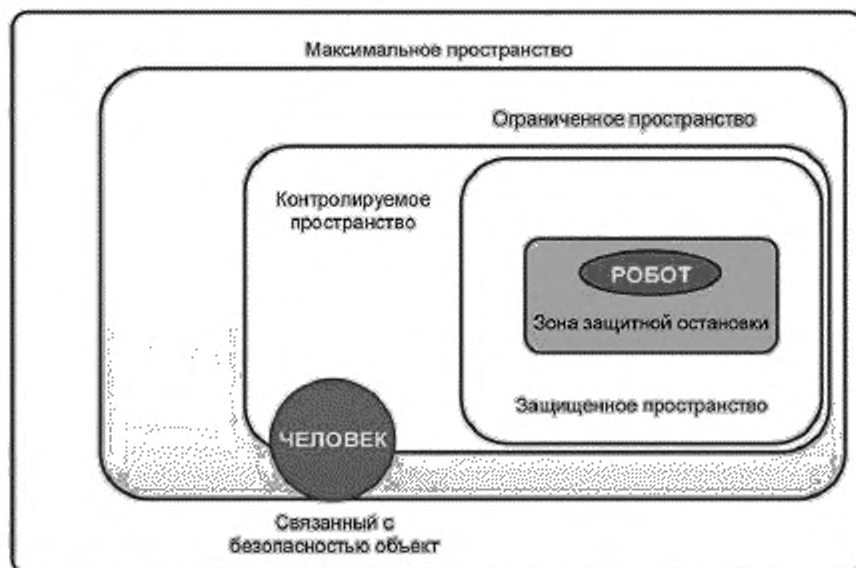 Максимальное пространство
Ограниченное пространство
Контролируемое
пространство
РОБОТ
Зона защитной остановки
Защищенное пространство
ЧЕЛОВЕК
Связанный с
безопасностью объект